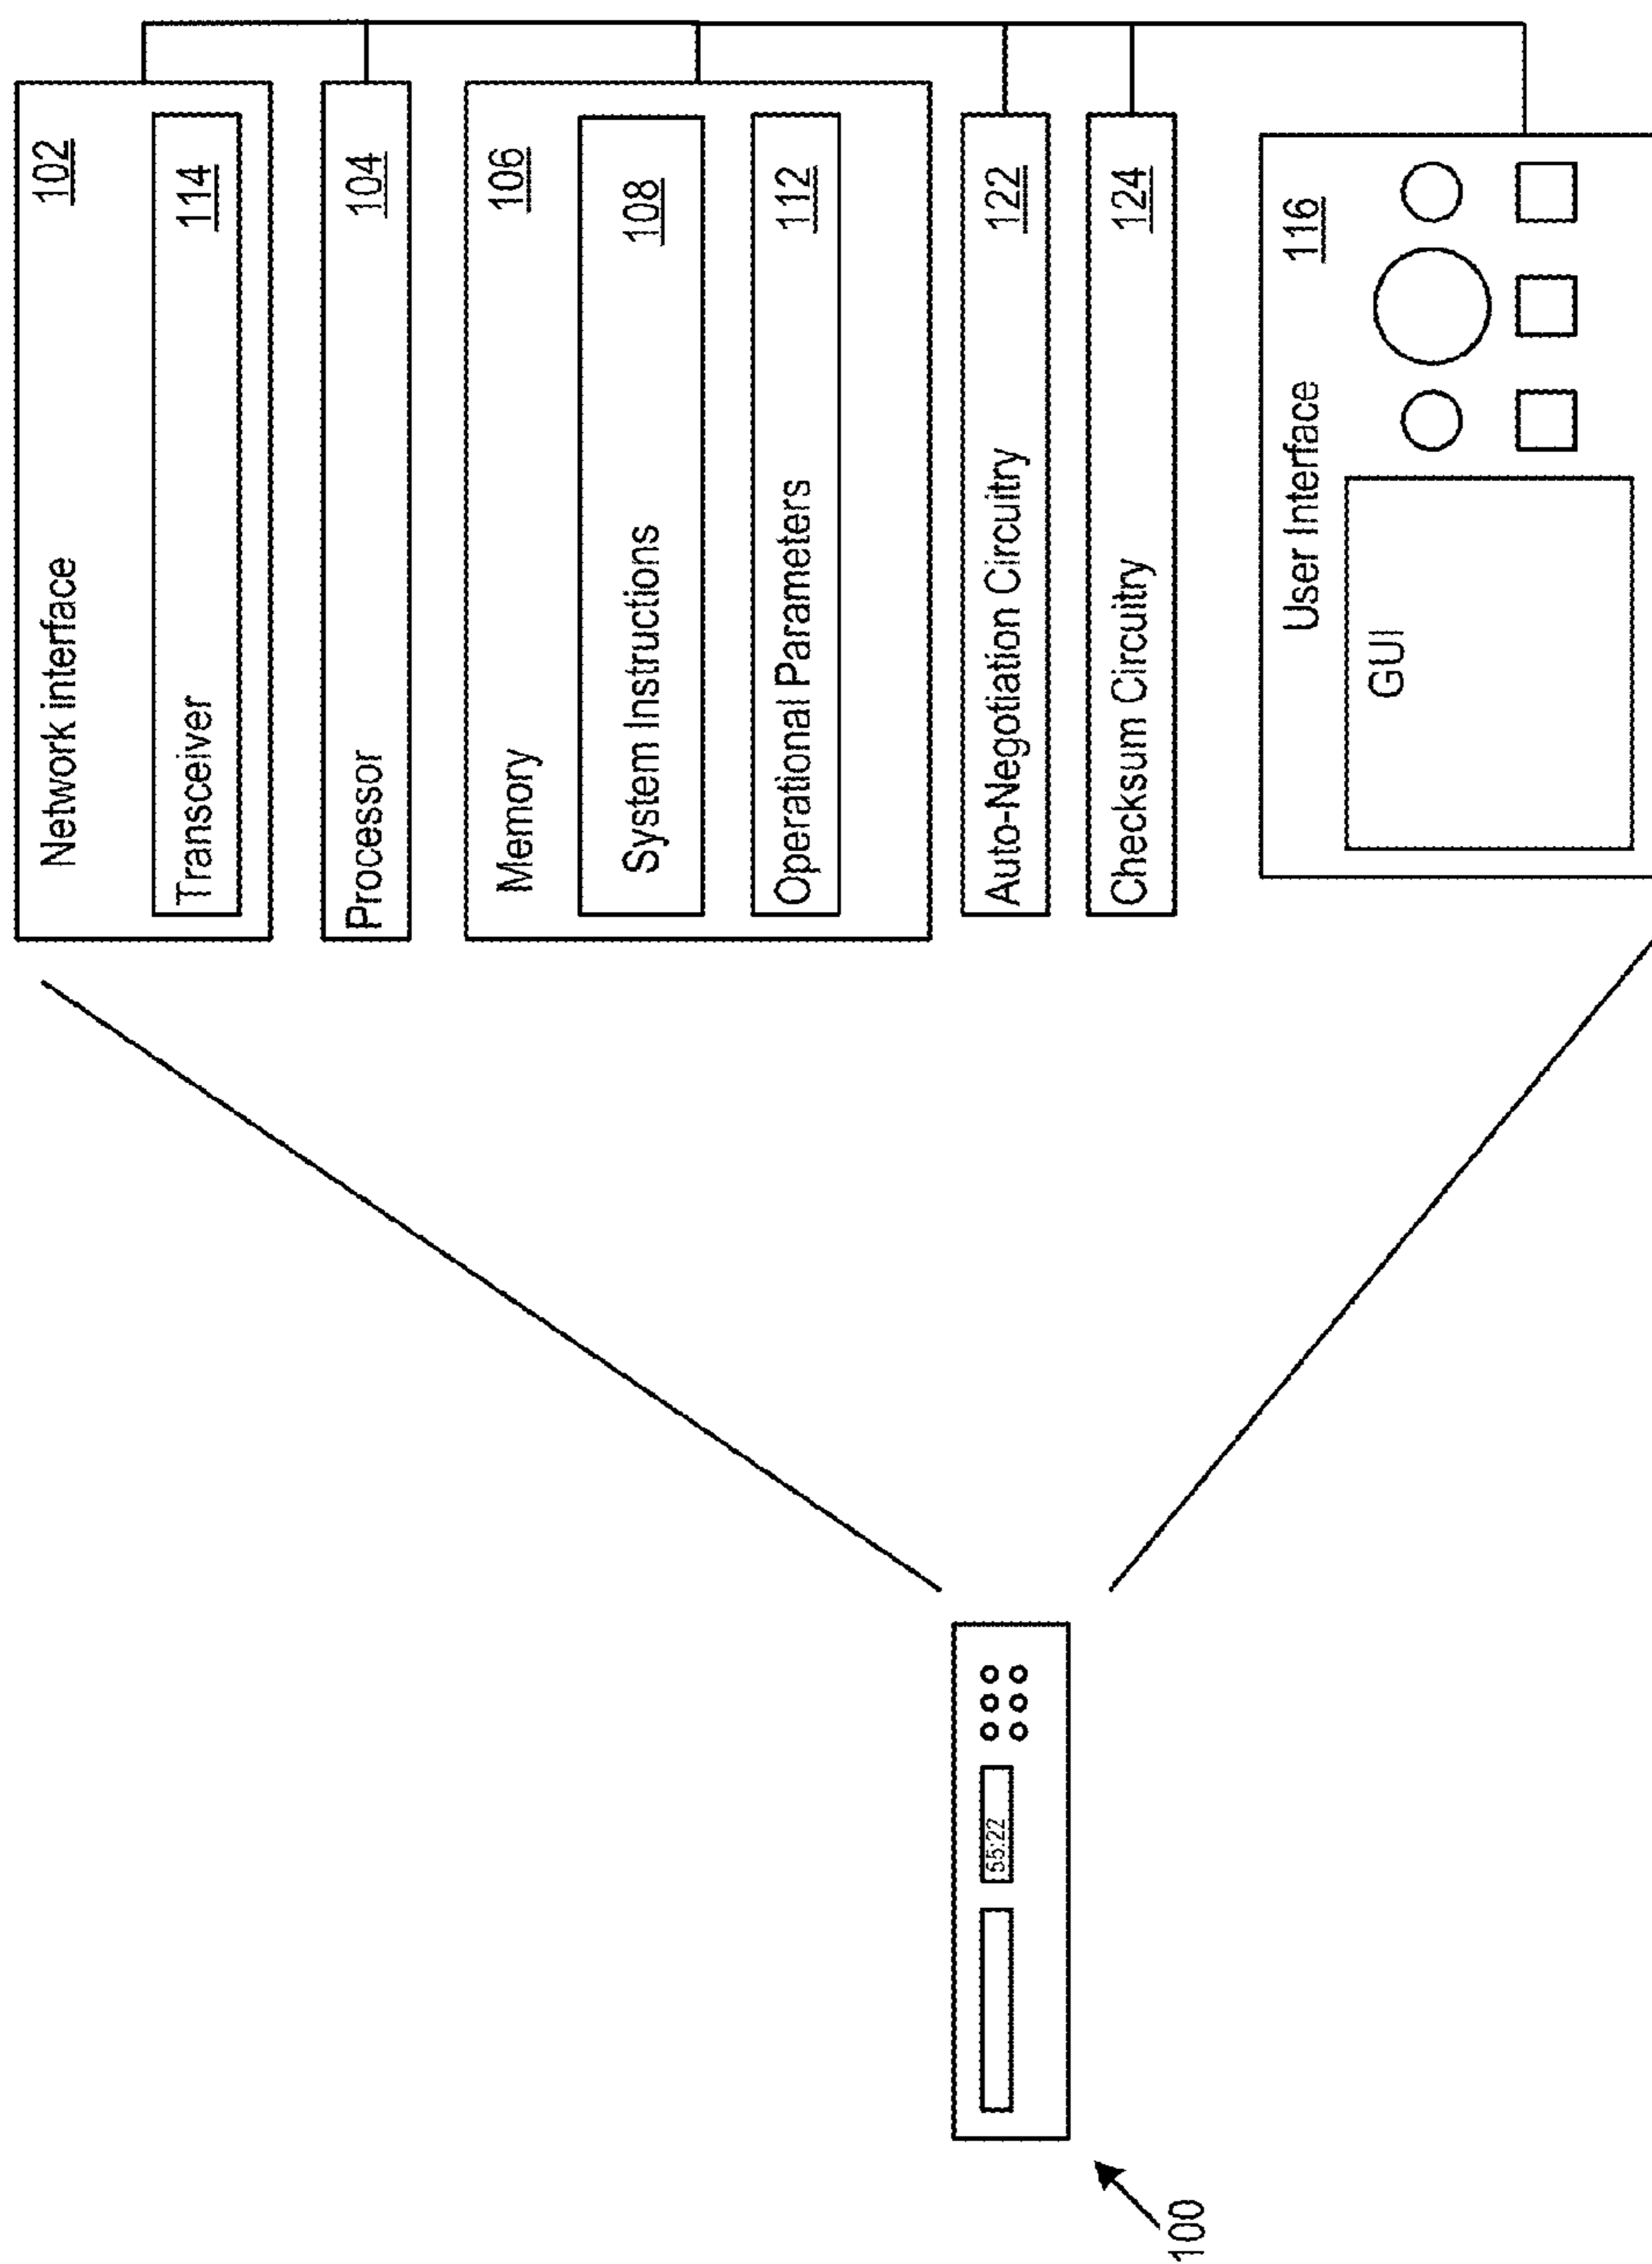 Network interface 102
Transceiver 114
Processor 104
Memory 106
System Instructions 108
Operational Parameters 112
Auto-Negotiation Circuitry 122
Checksum Circuitry 124
User Interface 116
GUI
55:22
100